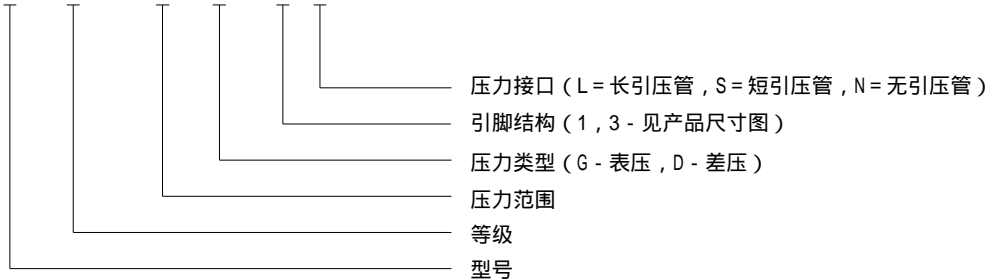 压力接口（L=长引压管，S=短引压管，N=无引压管）
引脚结构（1，3-见产品尺寸图）
压力类型（G-表压，D-差压）
压力范围
等级
型号